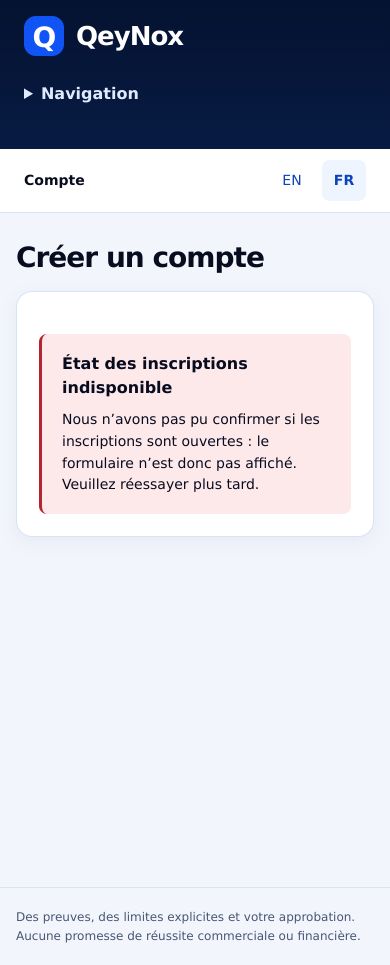 Q QeyNox
▶ Navigation
Compte
EN
FR
Créer un compte
État des inscriptions
indisponible
Nous n’avons pas pu confirmer si les
inscriptions sont ouvertes : le
formulaire n’est donc pas affiché.
Veuillez réessayer plus tard.
Des preuves, des limites explicites et votre approbation.
Aucune promesse de réussite commerciale ou financière.